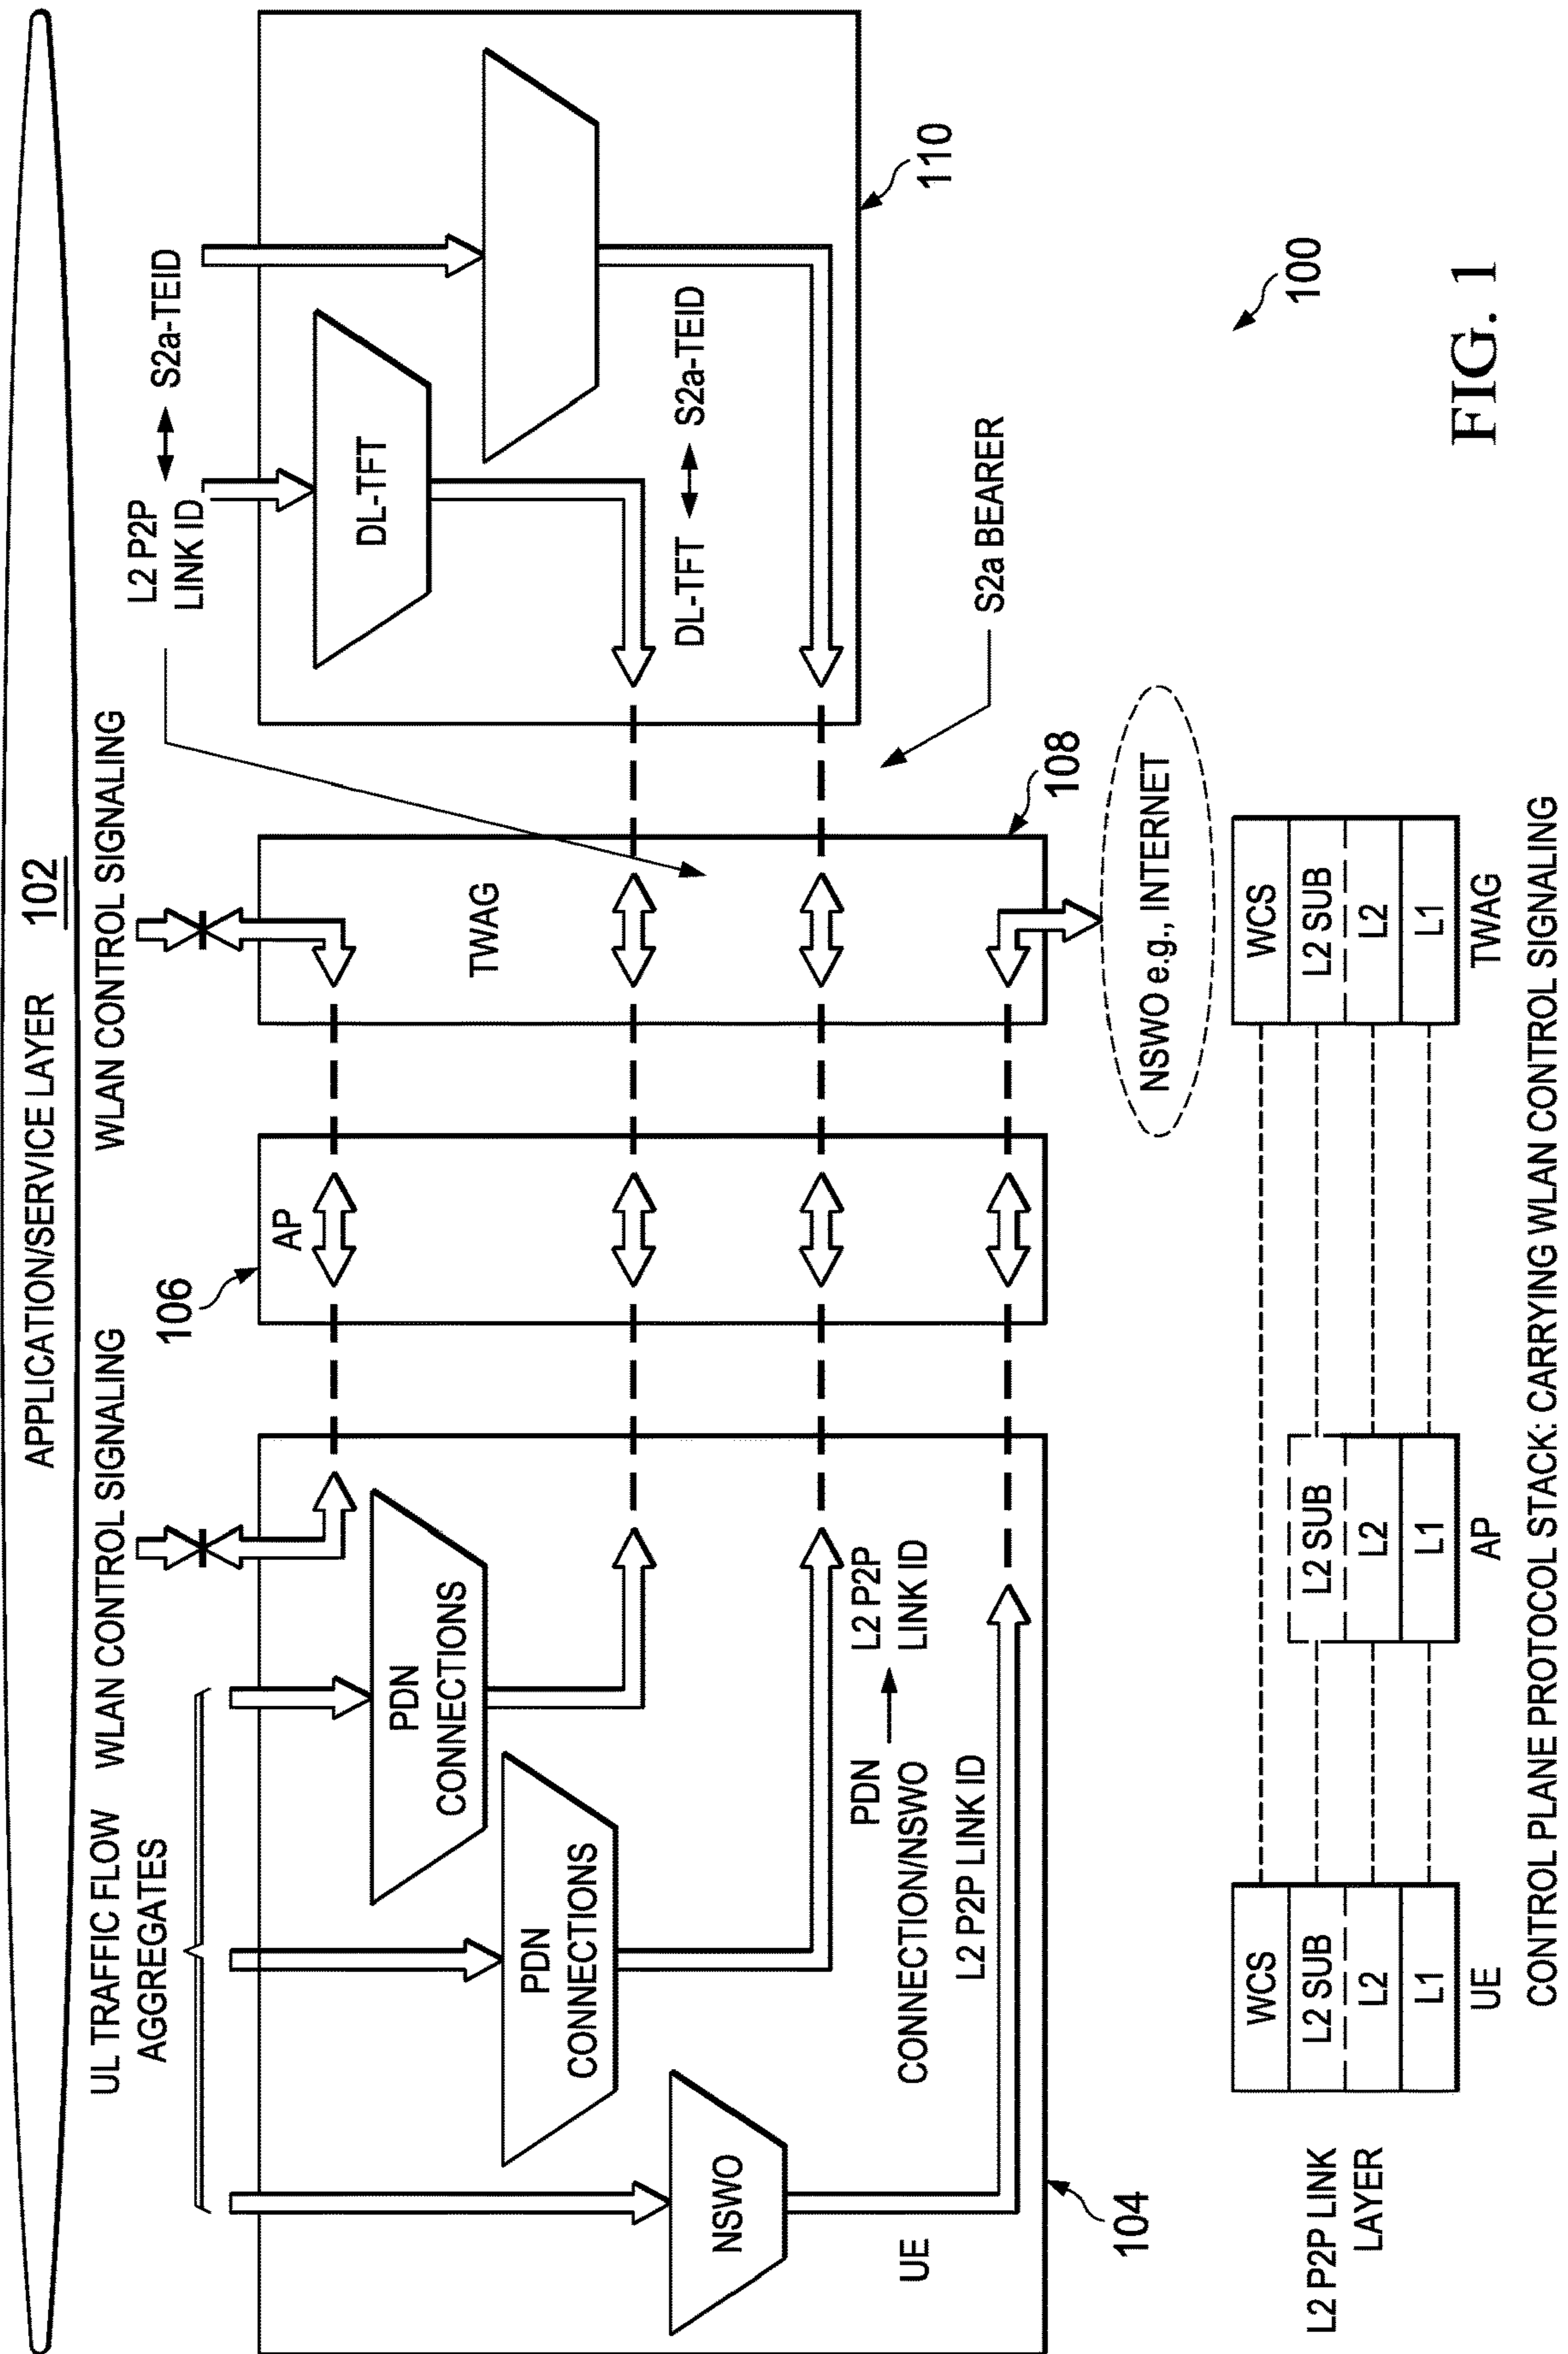 APPLICATION/SERVICE LAYER 102
UL TRAFFIC FLOW
AGGREGATES
WLAN CONTROL SIGNALING
WLAN CONTROL SIGNALING
L2 P2P
LINK ID
S2a-TEID
106
AP
TWAG
PDN
CONNECTIONS
PDN
CONNECTIONS
NSWO
UE
DL-TFT
DL-TFT
S2a-TEID
PDN
CONNECTION/NSWO
L2 P2P
LINK ID
L2 P2P LINK ID
104
108
110
S2a BEARER
NSWO e.g., INTERNET
100
L2 P2P LINK
LAYER
WCS
L2 SUB
L2
L1
UE
L2 SUB
L2
L1
AP
WCS
L2 SUB
L2
L1
TWAG
CONTROL PLANE PROTOCOL STACK: CARRYING WLAN CONTROL SIGNALING
FIG. 1